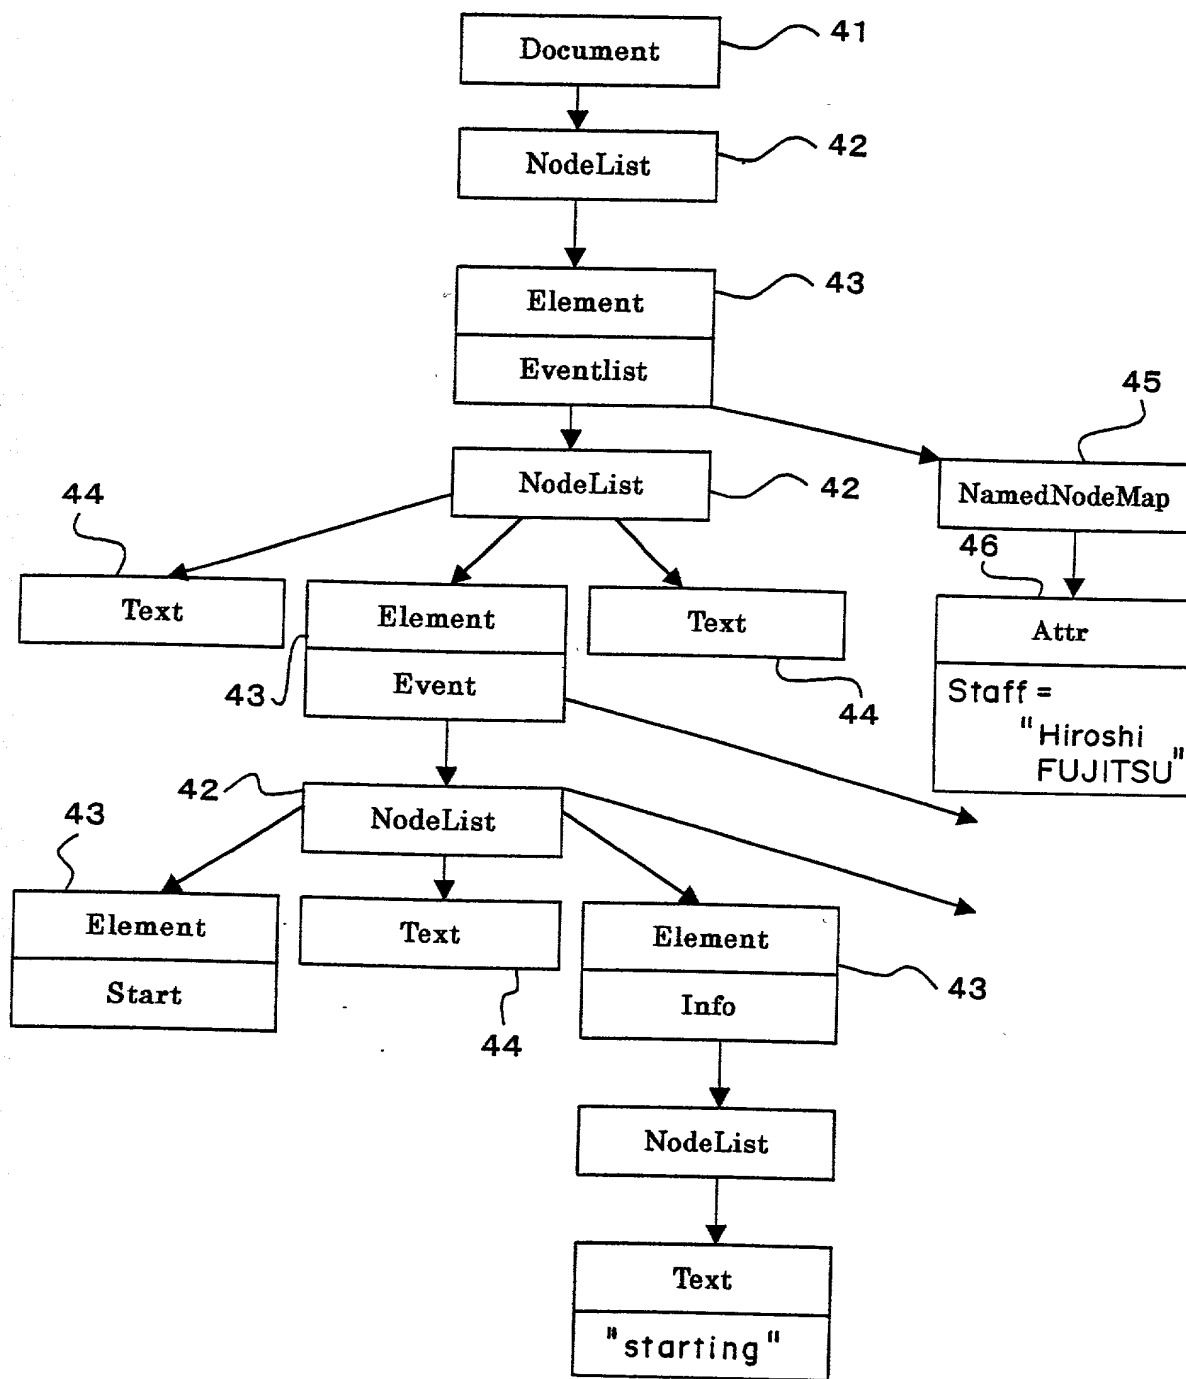 Document
41
NodeList
42
Element
43
Eventlist
45
NodeList
42
NamedNodeMap
44
46
Text
Element
Text
Attr
43
Event
44
Staff =
"Hiroshi
FUJITSU"
42
NodeList
43
Element
Text
Element
Start
Info
43
44
NodeList
Text
"starting"